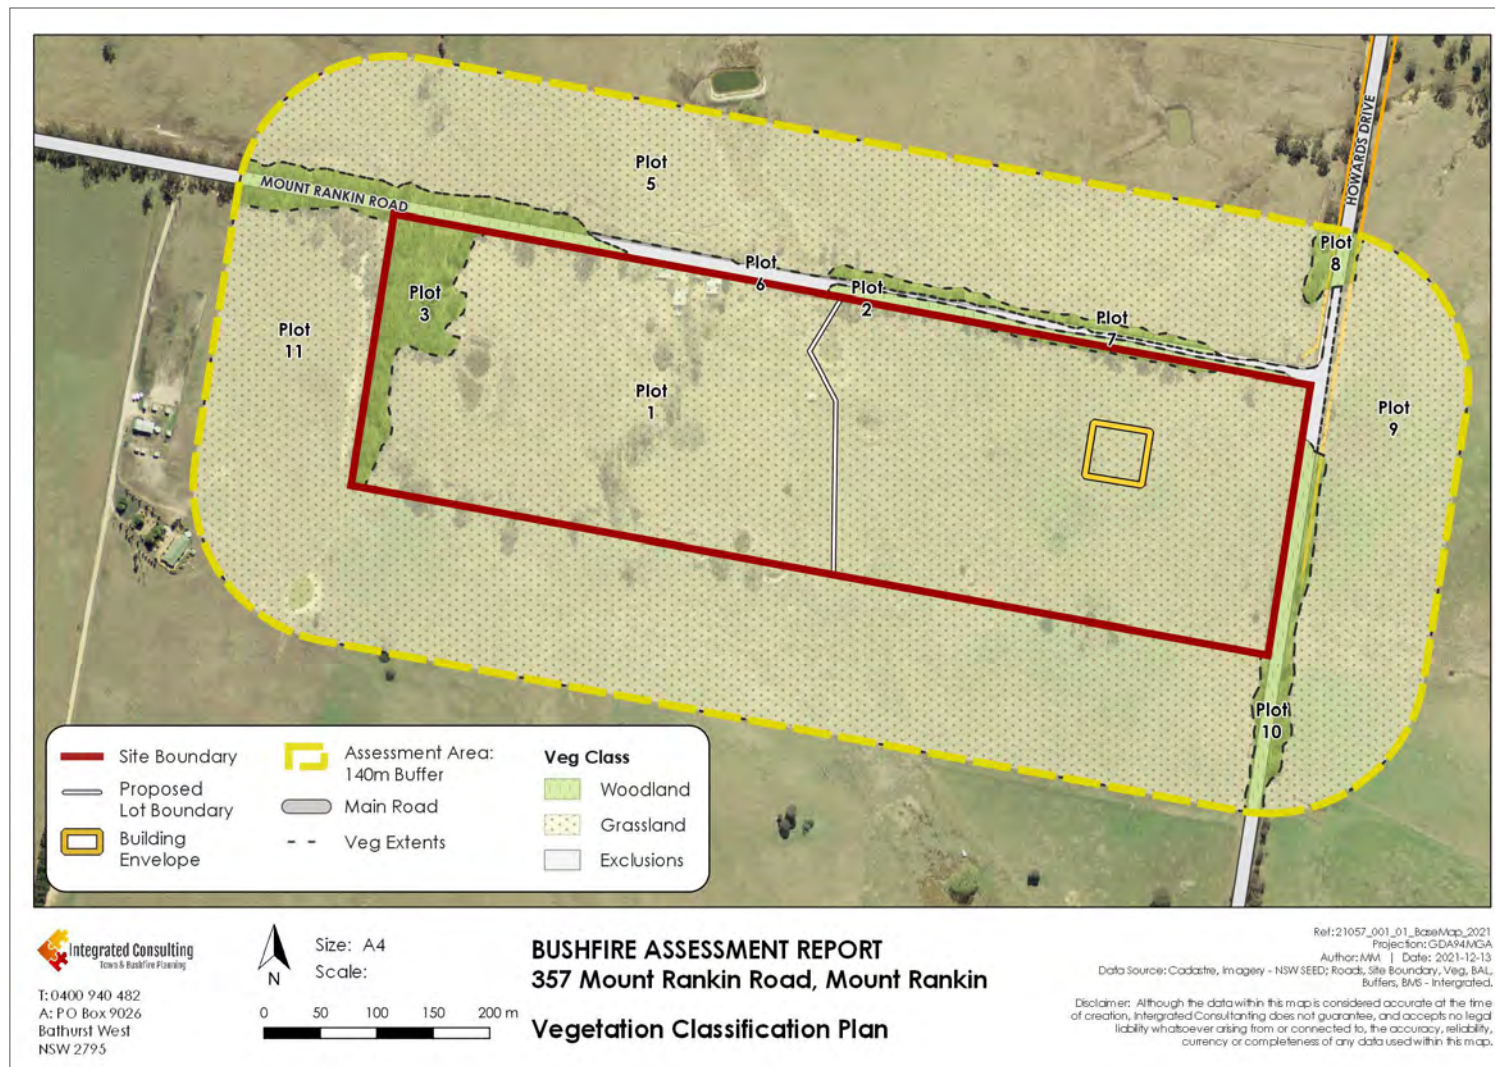 Plot
5
MOUNT RANKIN ROAD
HOWARDS DRIVE
Plot
8
Plot
6
Plot
2
Plot
3
Plot
7
Plot
11
Plot
1
Plot
9
Plot
10
Site Boundary
Proposed
Lot Boundary
Building
Envelope
Assessment Area:
140m Buffer
Main Road
Veg Extents
Veg Class
Woodland
Grassland
Exclusions
Integrated Consulting
Town & Bushfire Planning
T: 0400 940 482
A: PO Box 9026
Bathurst West
NSW 2795
N
Size: A4
Scale:
0 50 100 150 200 m
BUSHFIRE ASSESSMENT REPORT
357 Mount Rankin Road, Mount Rankin
Vegetation Classification Plan
Ref: 21057_001_01_BaseMap_2021
Projection: GDA94MGA
Author: MM | Date: 2021-12-13
Data Source: Cadastre, Imagery - NSW SEED; Roads, Site Boundary, Veg, BAL,
Buffers, BMS - Intergrated.
Disclaimer: Although the data within this map is considered accurate at the time
of creation, Intergrated Consultanting does not guarantee, and accepts no legal
liability whatsoever arising from or connected to, the accuracy, reliability,
currency or completeness of any data used within this map.